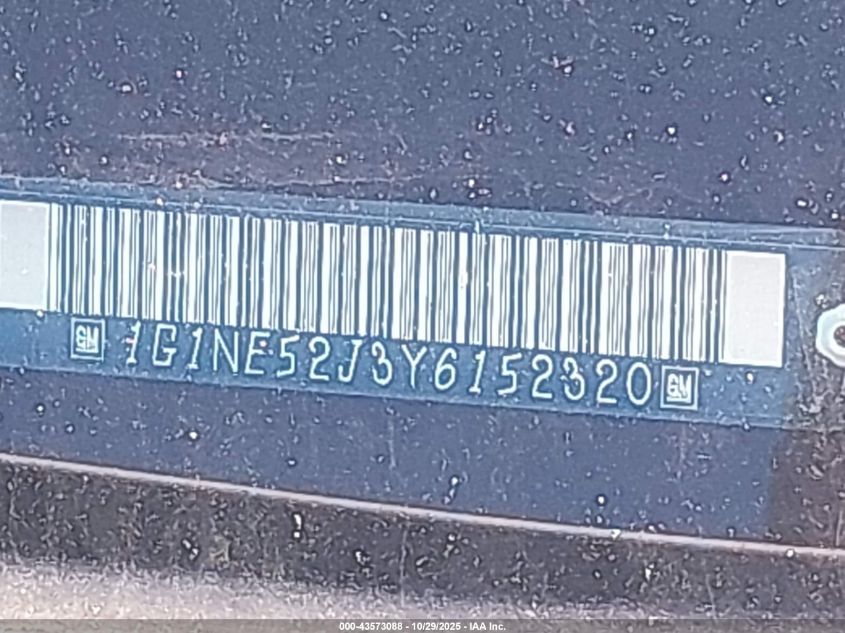 GM 1G1NE52J3Y6152320 GM
000-43573088 - 10/29/2025 - IAA Inc.